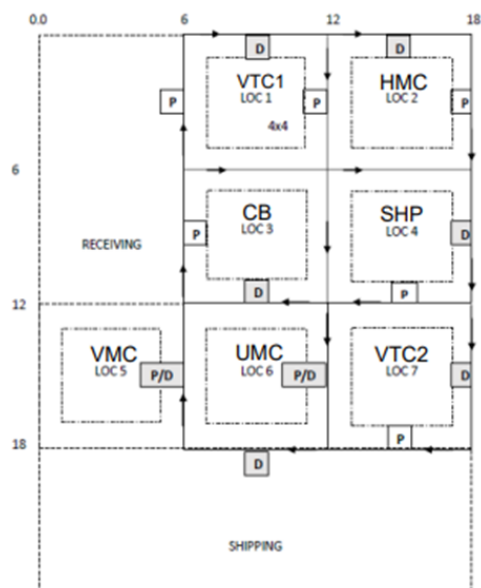 0.0 6 12 18
D D
VTC1 HMC
LOC 1 LOC 2
P P P
4x4
6
CB SHP
LOC 3 LOC 4
P D
RECEIVING
D P
12
VMC UMC VTC2
LOC 5 LOC 6 LOC 7
P/D P/D D
P
18
D
SHIPPING